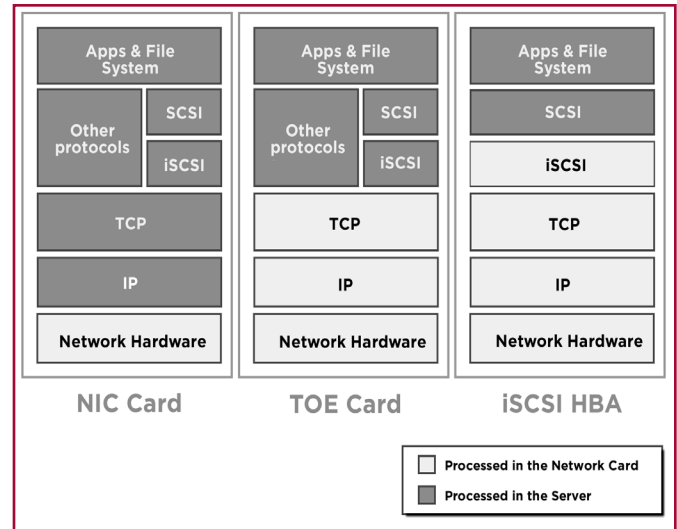 Apps & File
System
Other
protocols
SCSI
iSCSI
TCP
IP
Network Hardware
NIC Card
Apps & File
System
Other
protocols
SCSI
iSCSI
TCP
IP
Network Hardware
TOE Card
Apps & File
System
SCSI
iSCSI
TCP
IP
Network Hardware
iSCSI HBA
Processed in the Network Card
Processed in the Server